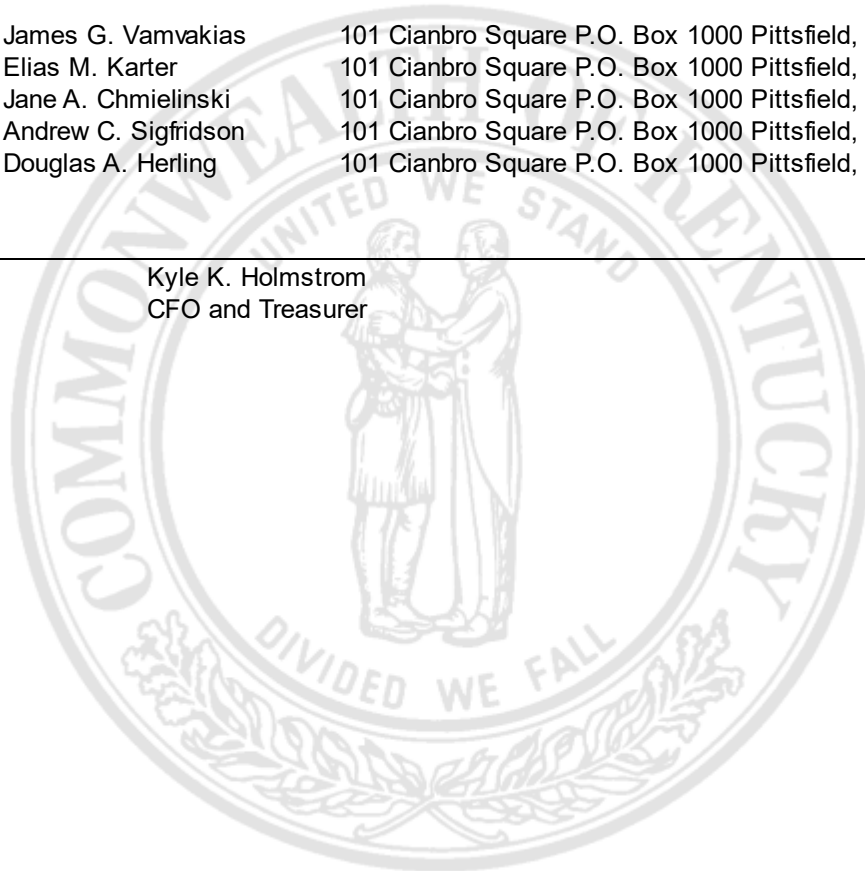 James G. Vamvakias 101 Cianbro Square P.O. Box 1000 Pittsfield,
Elias M. Karter 101 Cianbro Square P.O. Box 1000 Pittsfield,
Jane A. Chmielinski 101 Cianbro Square P.O. Box 1000 Pittsfield,
Andrew C. Sigfridson 101 Cianbro Square P.O. Box 1000 Pittsfield,
Douglas A. Herling 101 Cianbro Square P.O. Box 1000 Pittsfield,
Kyle K. Holmstrom
CFO and Treasurer
COMMONWEALTH OF KENTUCKY
UNITED WE STAND
DIVIDED WE FALL